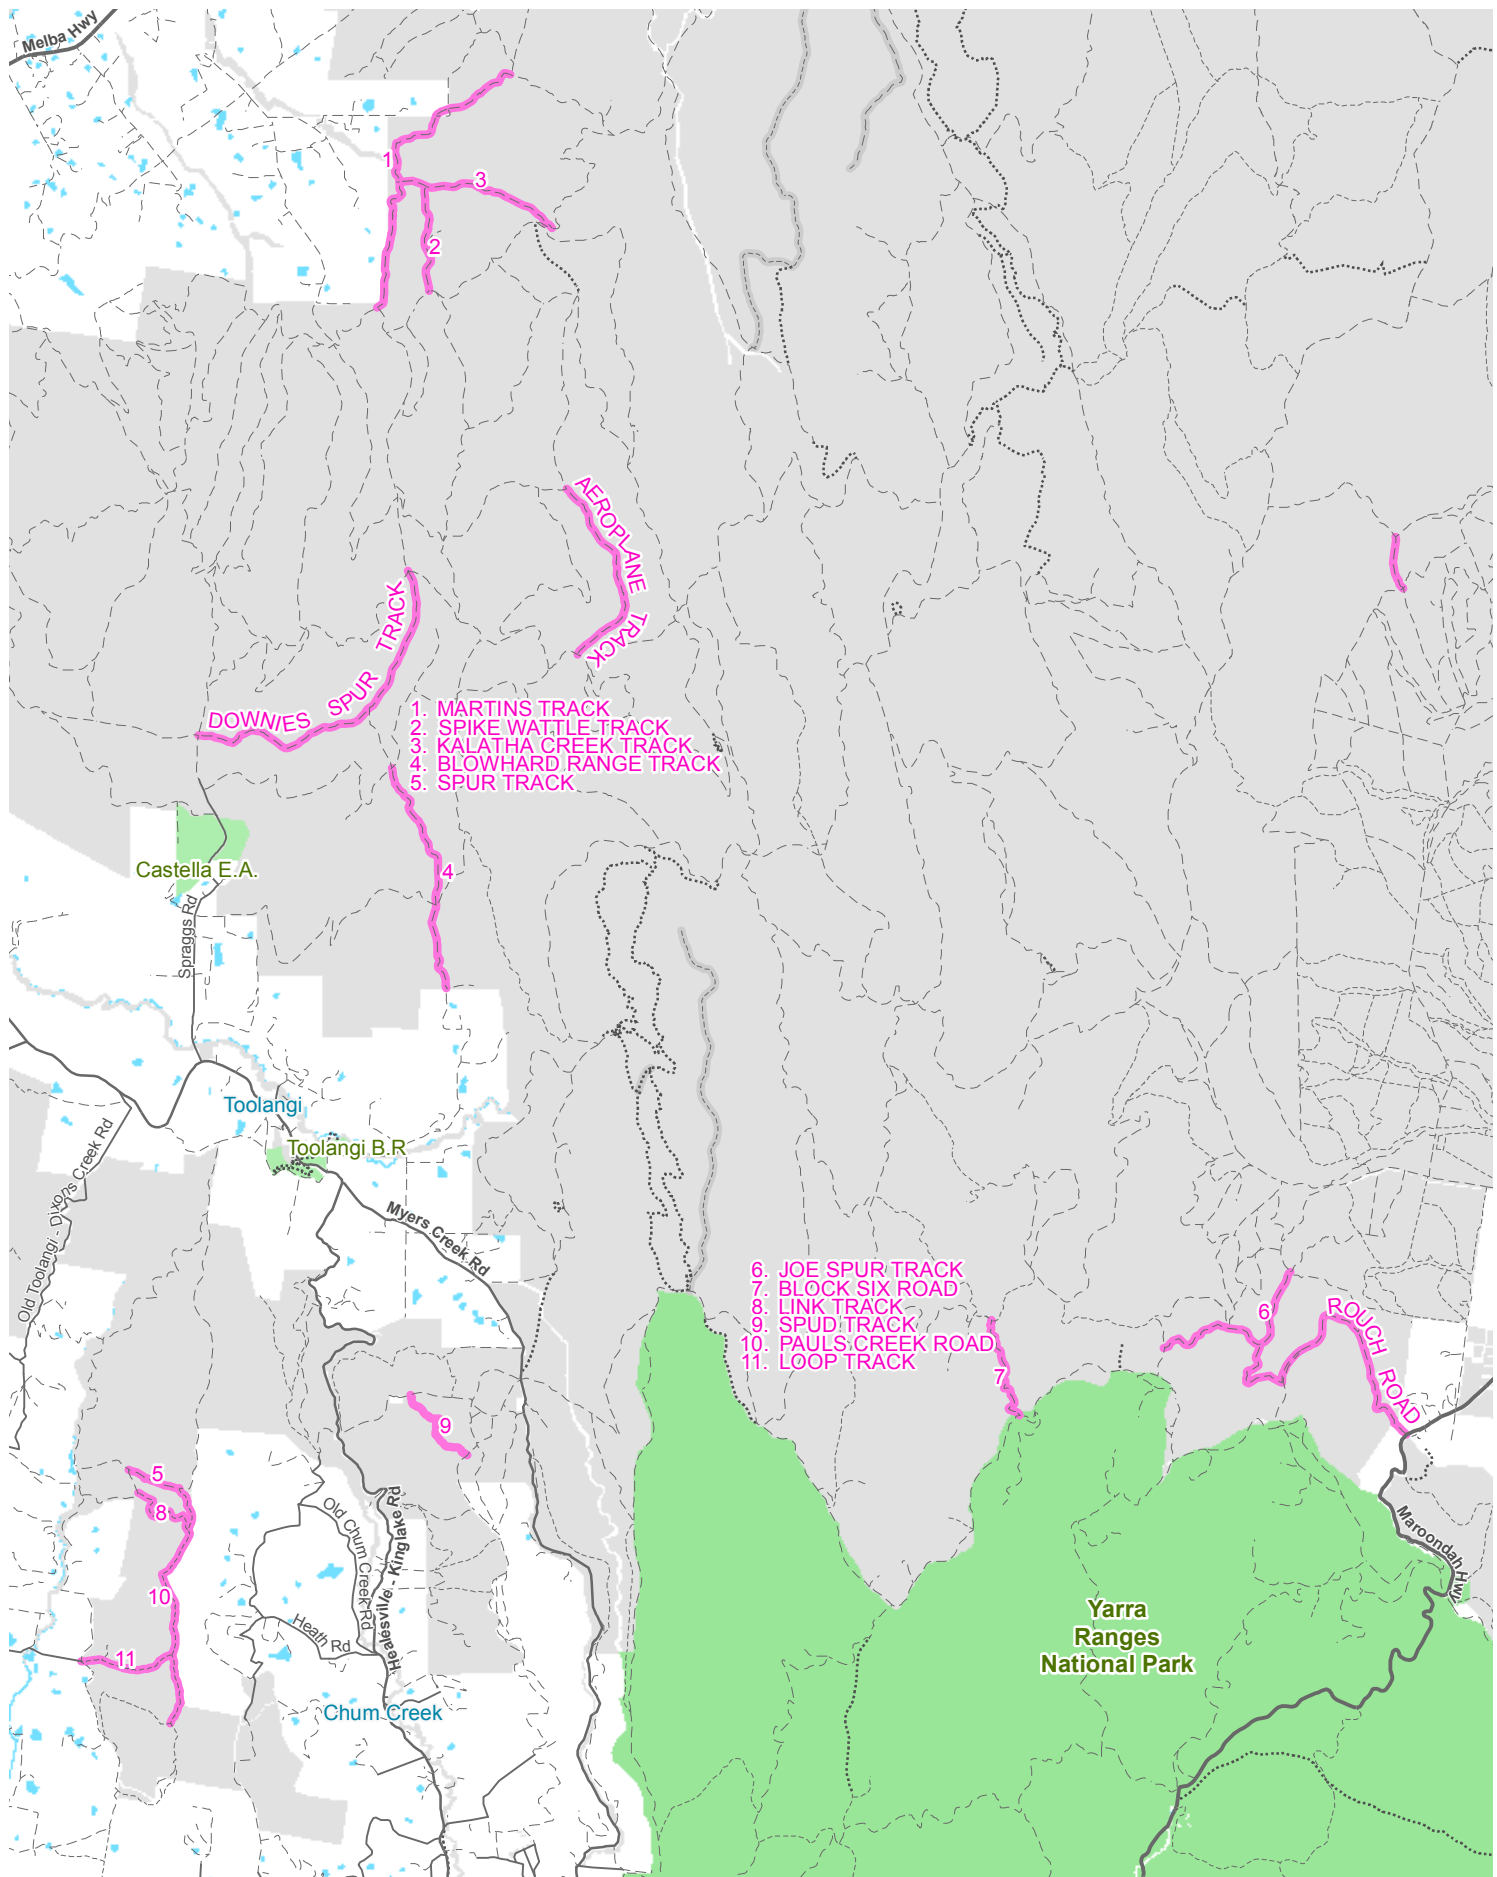 Melba Hwy
1
3
2
AEROPLANE TRACK
DOWNIES SPUR TRACK
1. MARTINS TRACK
2. SPIKE WATTLE TRACK
3. KALATHA CREEK TRACK
4. BLOWHARD RANGE TRACK
5. SPUR TRACK
4
Castella E.A.
Spraggs Rd
Toolangi
Toolangi B.R
Old Toolangi - Dixons Creek Rd
Myers Creek Rd
6. JOE SPUR TRACK
7. BLOCK SIX ROAD
8. LINK TRACK
9. SPUD TRACK
10. PAULS CREEK ROAD
11. LOOP TRACK
6
ROUCH ROAD
7
9
5
8
Old Chum Creek Rd
Healesville - Kinglake Rd
Maroondah Hwy
10
Heath Rd
11
Yarra
Ranges
National Park
Chum Creek